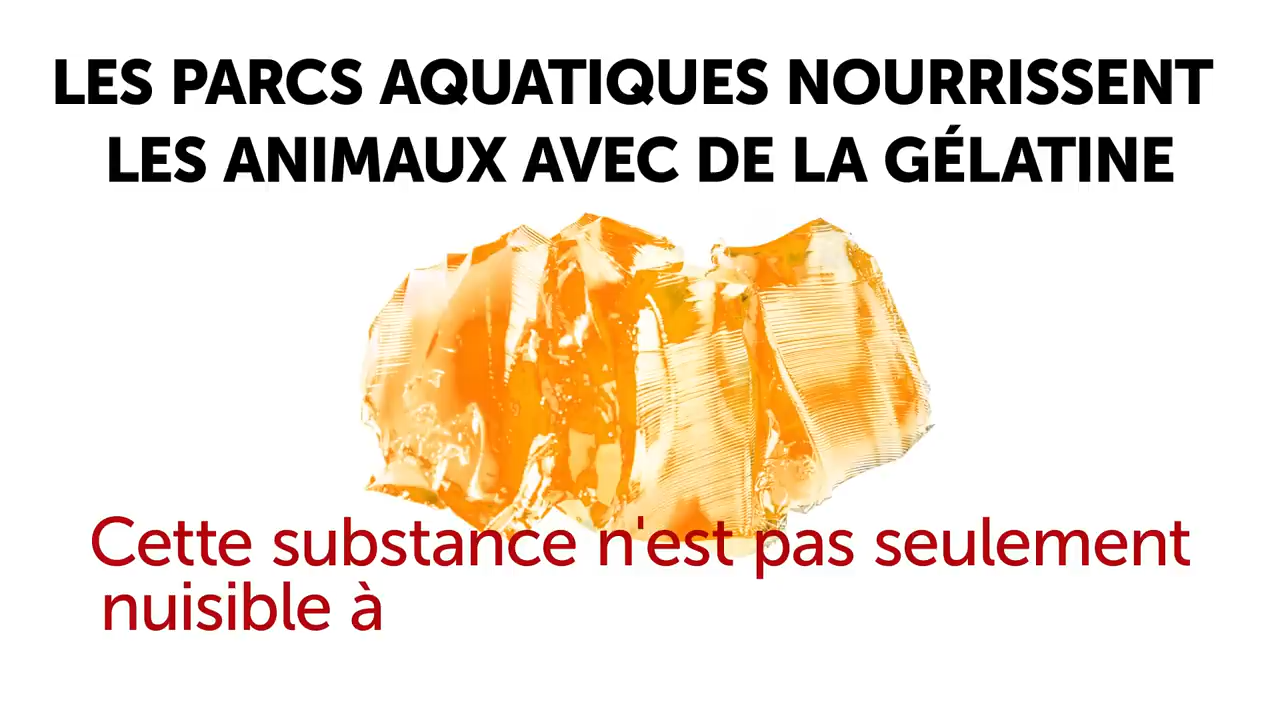 LES PARCS AQUATIQUES NOURRISSENT
LES ANIMAUX AVEC DE LA GÉLATINE
Cette substance n'est pas seulement
nuisible à